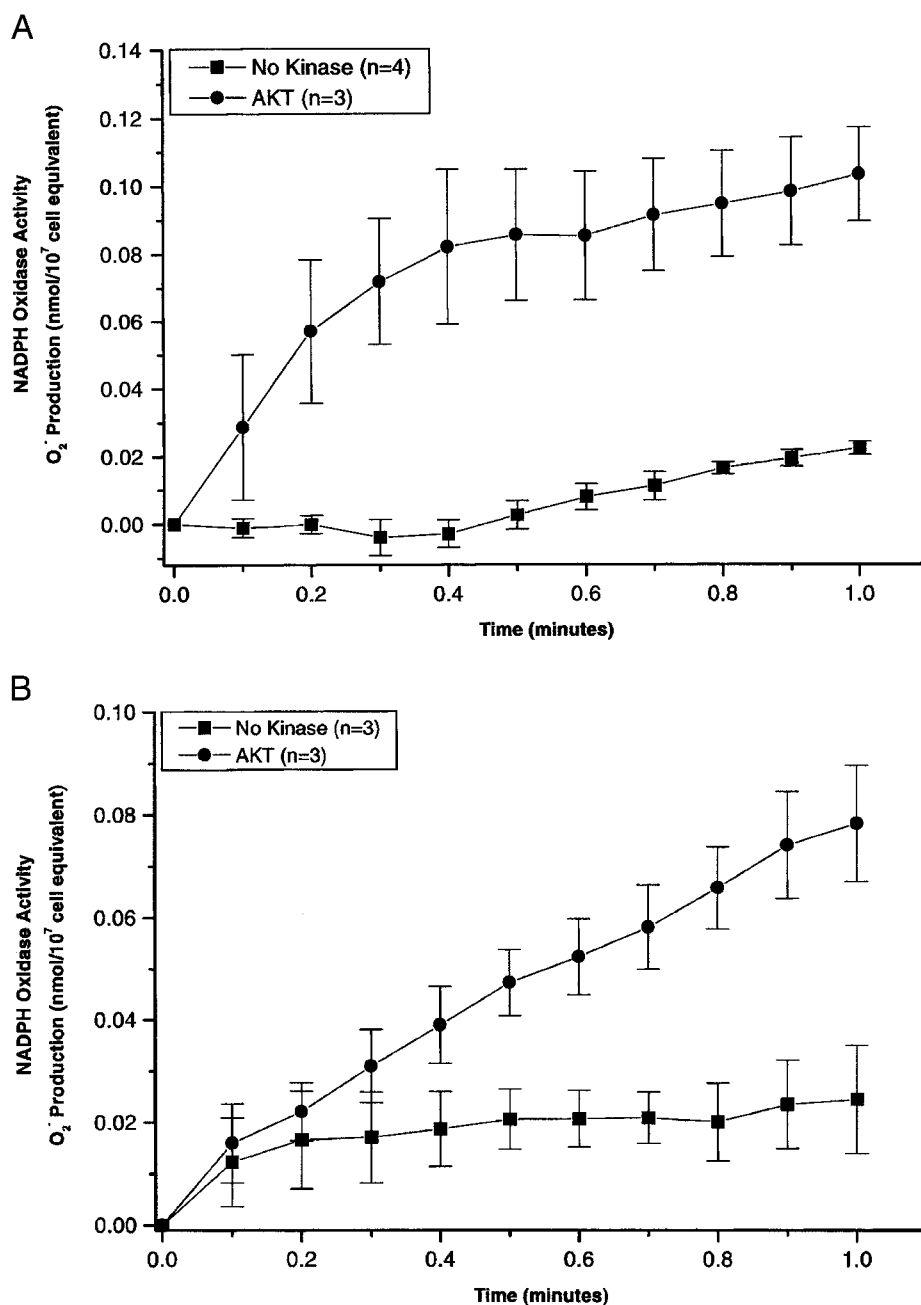 A
No Kinase (n=4)
AKT (n=3)
NADPH Oxidase Activity
O₂⁻ Production (nmol/10⁷ cell equivalent)
0.14
0.12
0.10
0.08
0.06
0.04
0.02
0.00
0.0 0.2 0.4 0.6 0.8 1.0
Time (minutes)
B
No Kinase (n=3)
AKT (n=3)
NADPH Oxidase Activity
O₂⁻ Production (nmol/10⁷ cell equivalent)
0.10
0.08
0.06
0.04
0.02
0.00
0.0 0.2 0.4 0.6 0.8 1.0
Time (minutes)